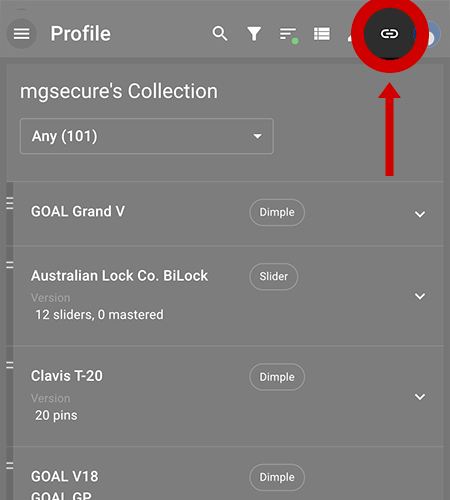 Profile
mgsecure's Collection
Any (101)
GOAL Grand V
Dimple
Australian Lock Co. BiLock
Slider
Version
12 sliders, 0 mastered
Clavis T-20
Dimple
Version
20 pins
GOAL V18
Dimple
GOAL GP